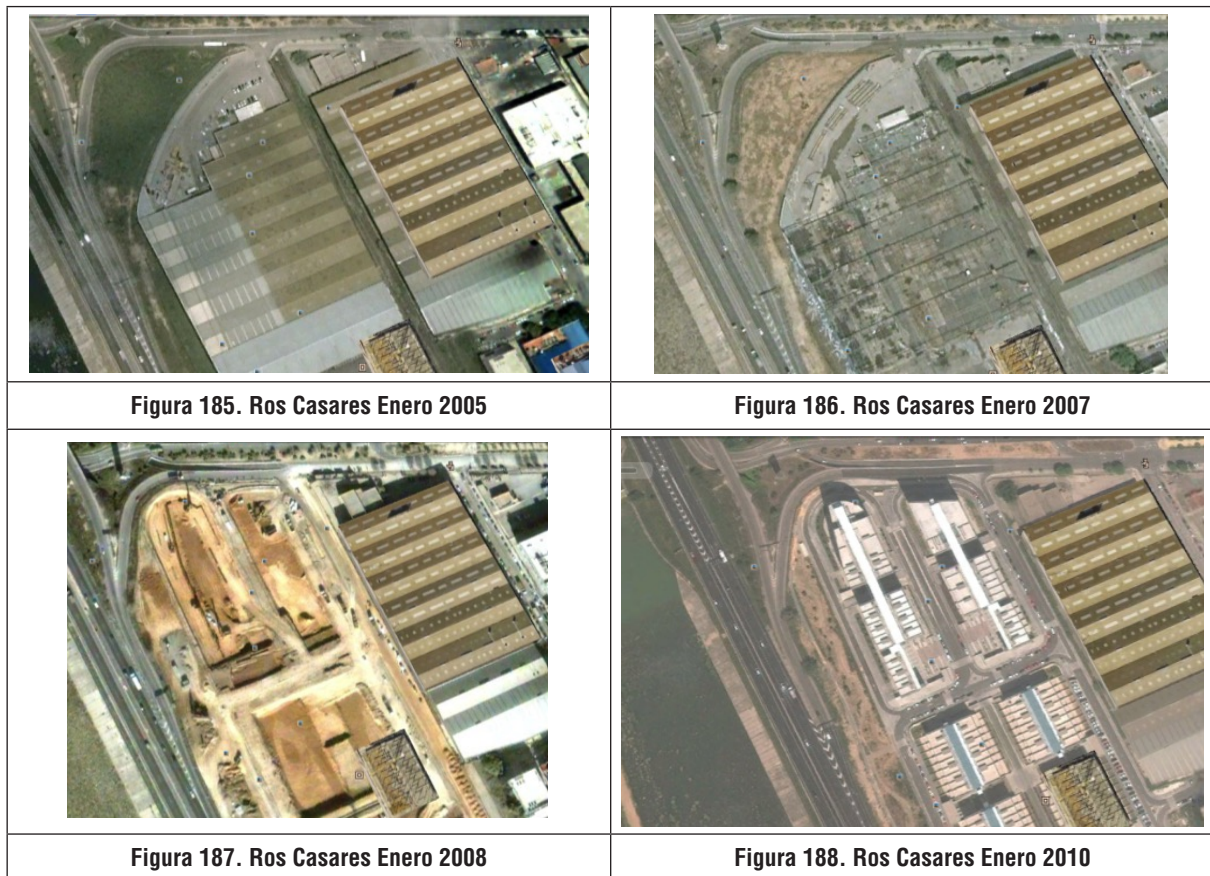 Figura 185. Ros Casares Enero 2005
Figura 186. Ros Casares Enero 2007
Figura 187. Ros Casares Enero 2008
Figura 188. Ros Casares Enero 2010